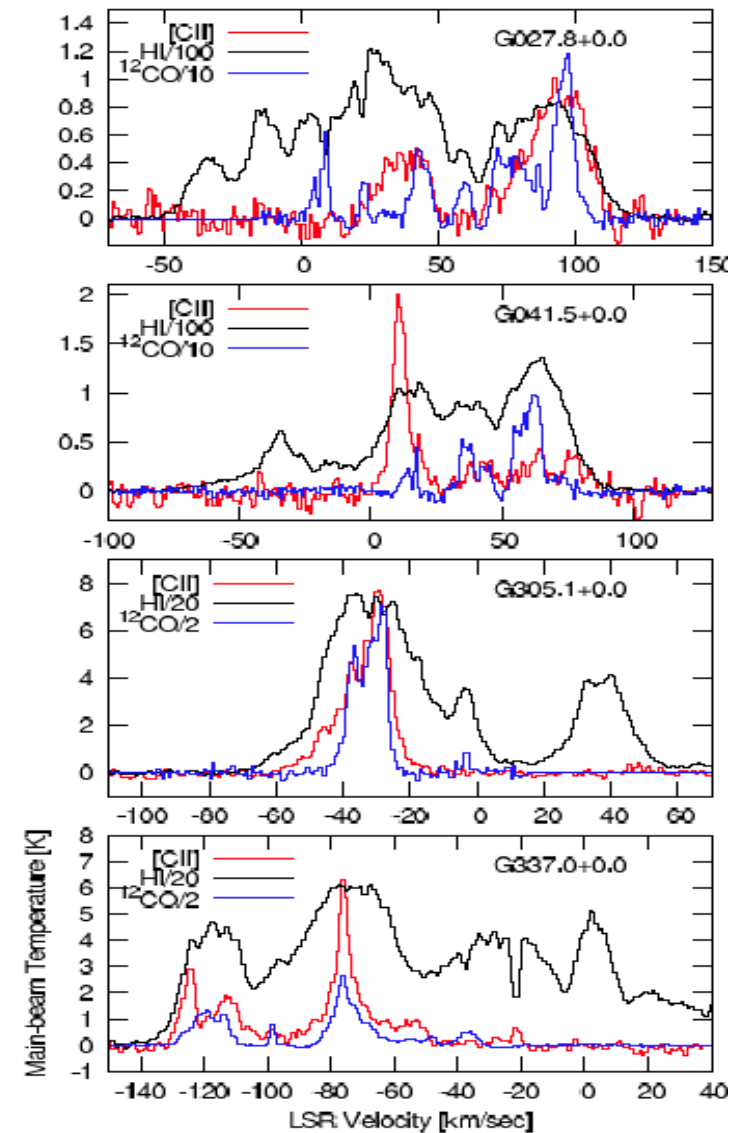 [CII]
HI/100
12CO/10
G027.8+0.0
1.4
1.2
1
0.8
0.6
0.4
0.2
0
-50 0 50 100 150
[CII]
HI/100
12CO/10
G041.5+0.0
2
1.5
1
0.5
0
-100 -50 0 50 100
[CII]
HI/20
12CO/2
G305.1+0.0
8
6
4
2
0
-100 -80 -60 -40 -20 0 20 40 60
[CII]
HI/20
12CO/2
G337.0+0.0
8
7
6
5
4
3
2
1
0
-1
-140 -120 -100 -80 -60 -40 -20 0 20 40
Main-beam Temperature [K]
LSR Velocity [km/sec]